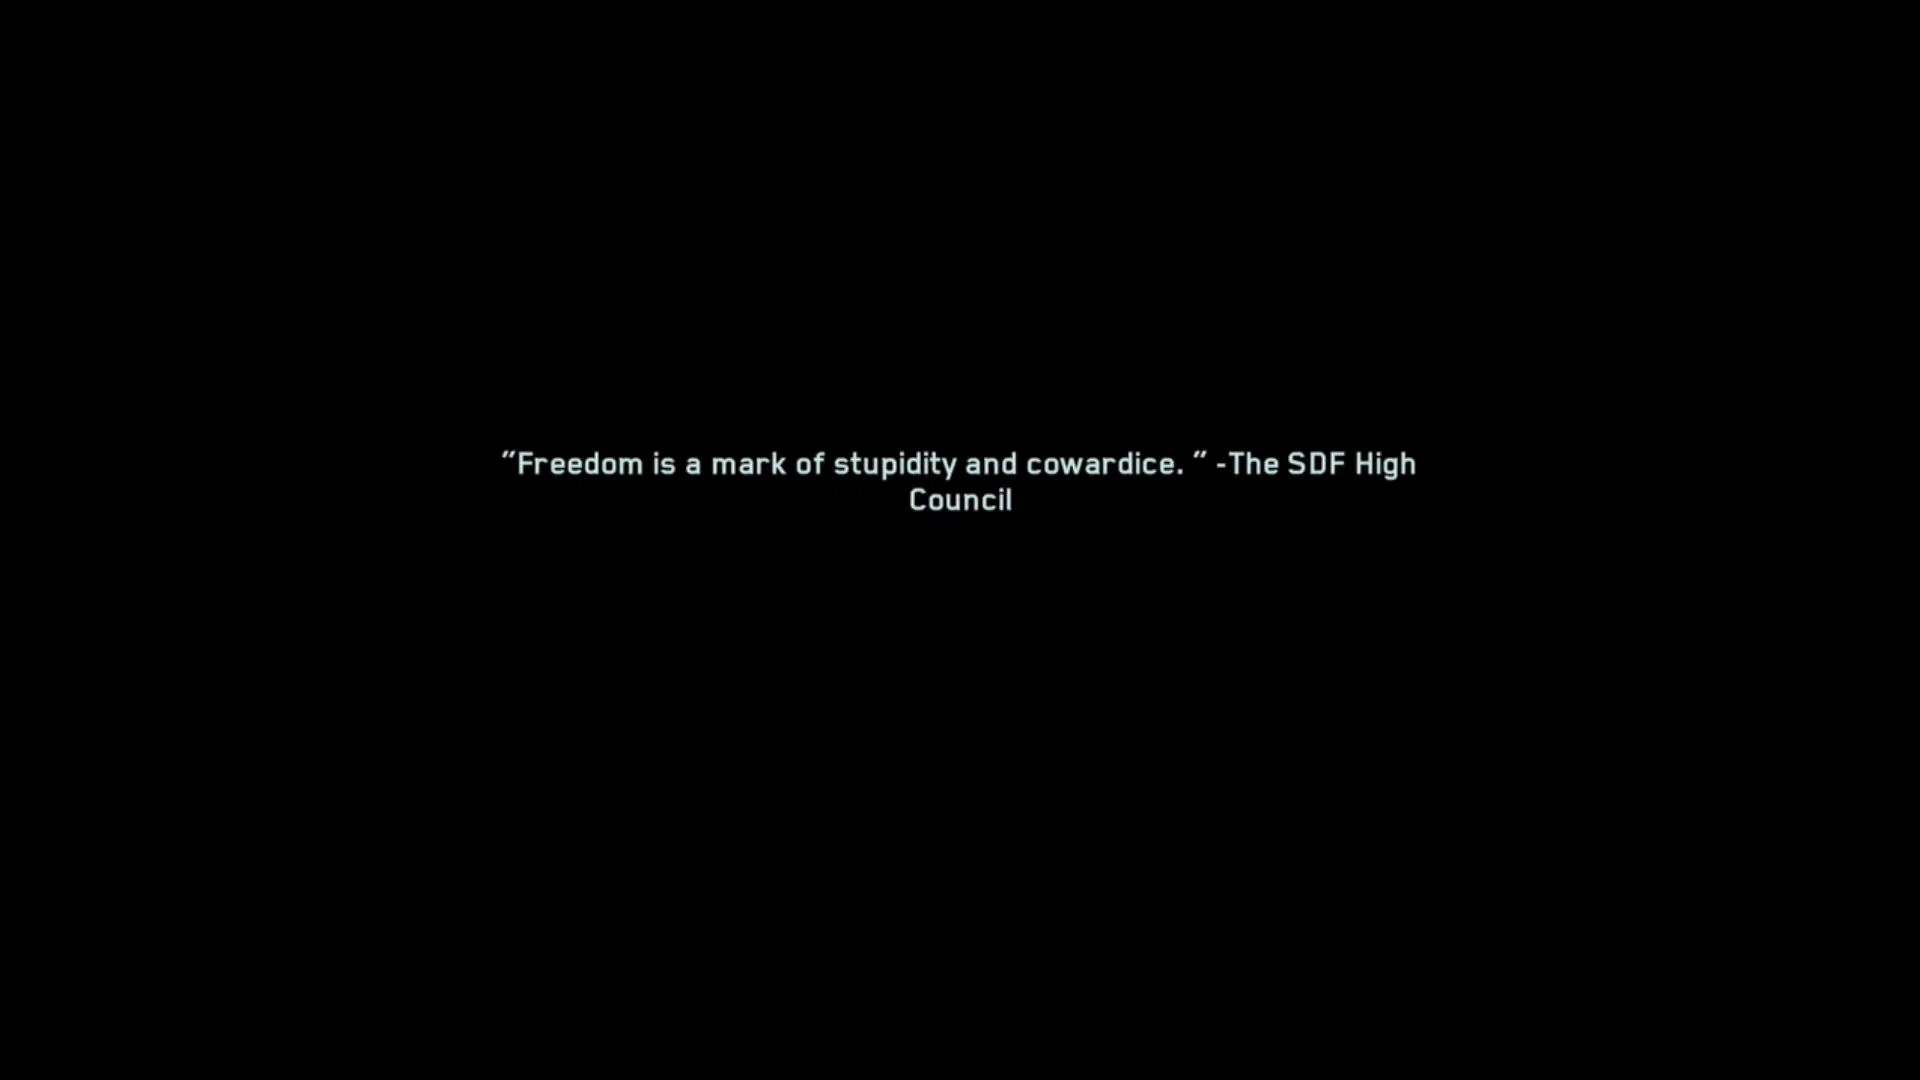 "Freedom is a mark of stupidity and cowardice. " -The SDF High
Council